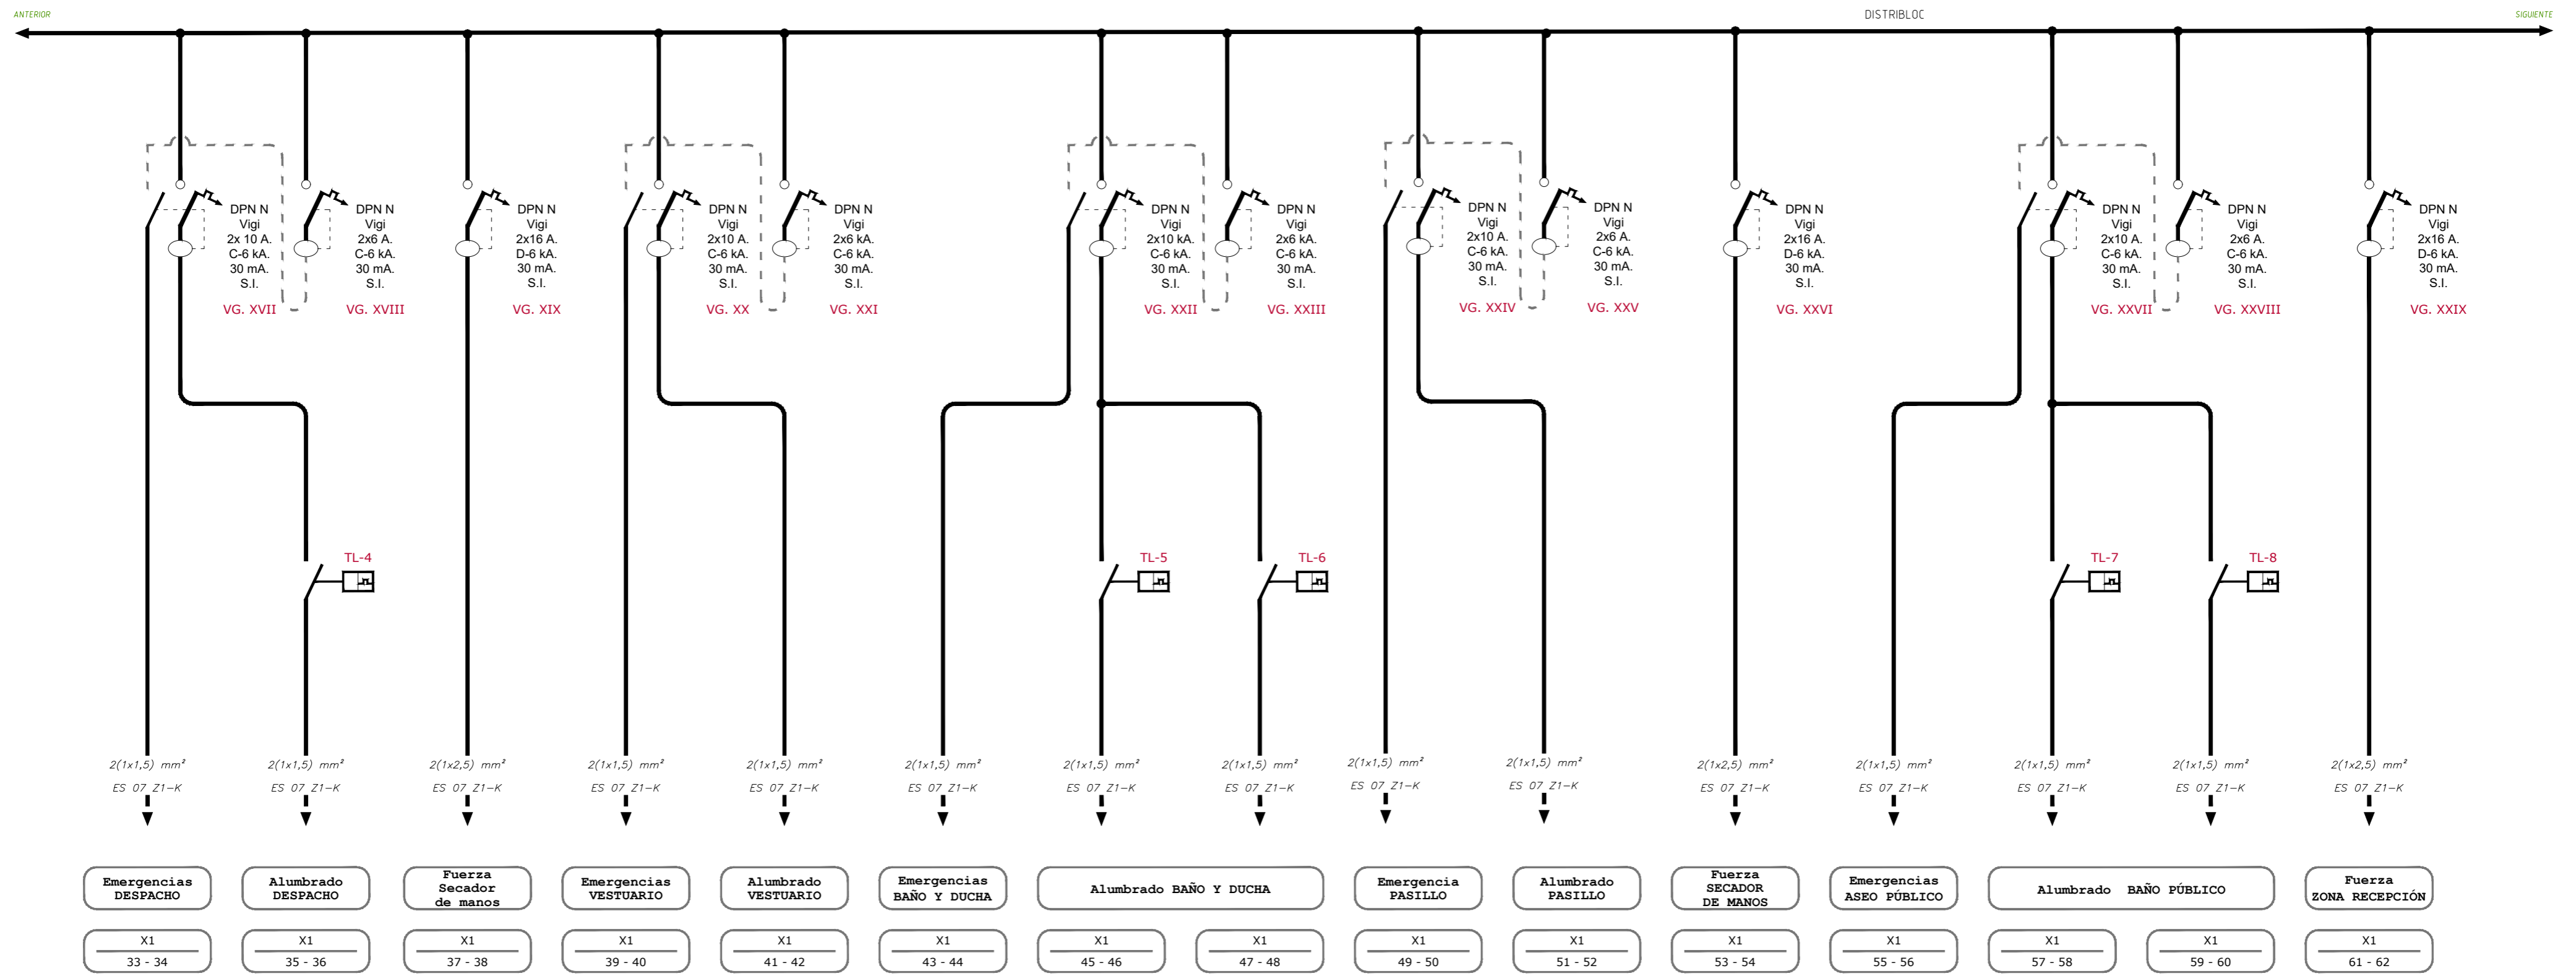 ANTERIOR
DISTRIBLOC
SIGUIENTE
DPN N
Vigi
2x 10 A.
C-6 kA.
30 mA.
S.I.
VG. XVII
DPN N
Vigi
2x6 A.
C-6 kA.
30 mA.
S.I.
VG. XVIII
DPN N
Vigi
2x16 A.
D-6 kA.
30 mA.
S.I.
VG. XIX
DPN N
Vigi
2x10 A.
C-6 kA.
30 mA.
S.I.
VG. XX
DPN N
Vigi
2x6 kA.
C-6 kA.
30 mA.
S.I.
VG. XXI
DPN N
Vigi
2x10 kA.
C-6 kA.
30 mA.
S.I.
VG. XXII
DPN N
Vigi
2x6 kA.
C-6 kA.
30 mA.
S.I.
VG. XXIII
DPN N
Vigi
2x10 A.
C-6 kA.
30 mA.
S.I.
VG. XXIV
DPN N
Vigi
2x6 A.
C-6 kA.
30 mA.
S.I.
VG. XXV
DPN N
Vigi
2x16 A.
D-6 kA.
30 mA.
S.I.
VG. XXVI
DPN N
Vigi
2x10 A.
C-6 kA.
30 mA.
S.I.
VG. XXVII
DPN N
Vigi
2x6 A.
C-6 kA.
30 mA.
S.I.
VG. XXVIII
DPN N
Vigi
2x16 A.
D-6 kA.
30 mA.
S.I.
VG. XXIX
TL-4
TL-5
TL-6
TL-7
TL-8
2(1x1,5) mm²
ES 07 Z1-K
2(1x1,5) mm²
ES 07 Z1-K
2(1x2,5) mm²
ES 07 Z1-K
2(1x1,5) mm²
ES 07 Z1-K
2(1x1,5) mm²
ES 07 Z1-K
2(1x1,5) mm²
ES 07 Z1-K
2(1x1,5) mm²
ES 07 Z1-K
2(1x1,5) mm²
ES 07 Z1-K
2(1x1,5) mm²
ES 07 Z1-K
2(1x1,5) mm²
ES 07 Z1-K
2(1x2,5) mm²
ES 07 Z1-K
2(1x1,5) mm²
ES 07 Z1-K
2(1x1,5) mm²
ES 07 Z1-K
2(1x1,5) mm²
ES 07 Z1-K
2(1x2,5) mm²
ES 07 Z1-K
Emergencias
DESPACHO
Alumbrado
DESPACHO
Fuerza
Secador
de manos
Emergencias
VESTUARIO
Alumbrado
VESTUARIO
Emergencias
BAÑO Y DUCHA
Alumbrado BAÑO Y DUCHA
Emergencia
PASILLO
Alumbrado
PASILLO
Fuerza
SECADOR
DE MANOS
Emergencias
ASEO PÚBLICO
Alumbrado BAÑO PÚBLICO
Fuerza
ZONA RECEPCIÓN
X1
33 - 34
X1
35 - 36
X1
37 - 38
X1
39 - 40
X1
41 - 42
X1
43 - 44
X1
45 - 46
X1
47 - 48
X1
49 - 50
X1
51 - 52
X1
53 - 54
X1
55 - 56
X1
57 - 58
X1
59 - 60
X1
61 - 62